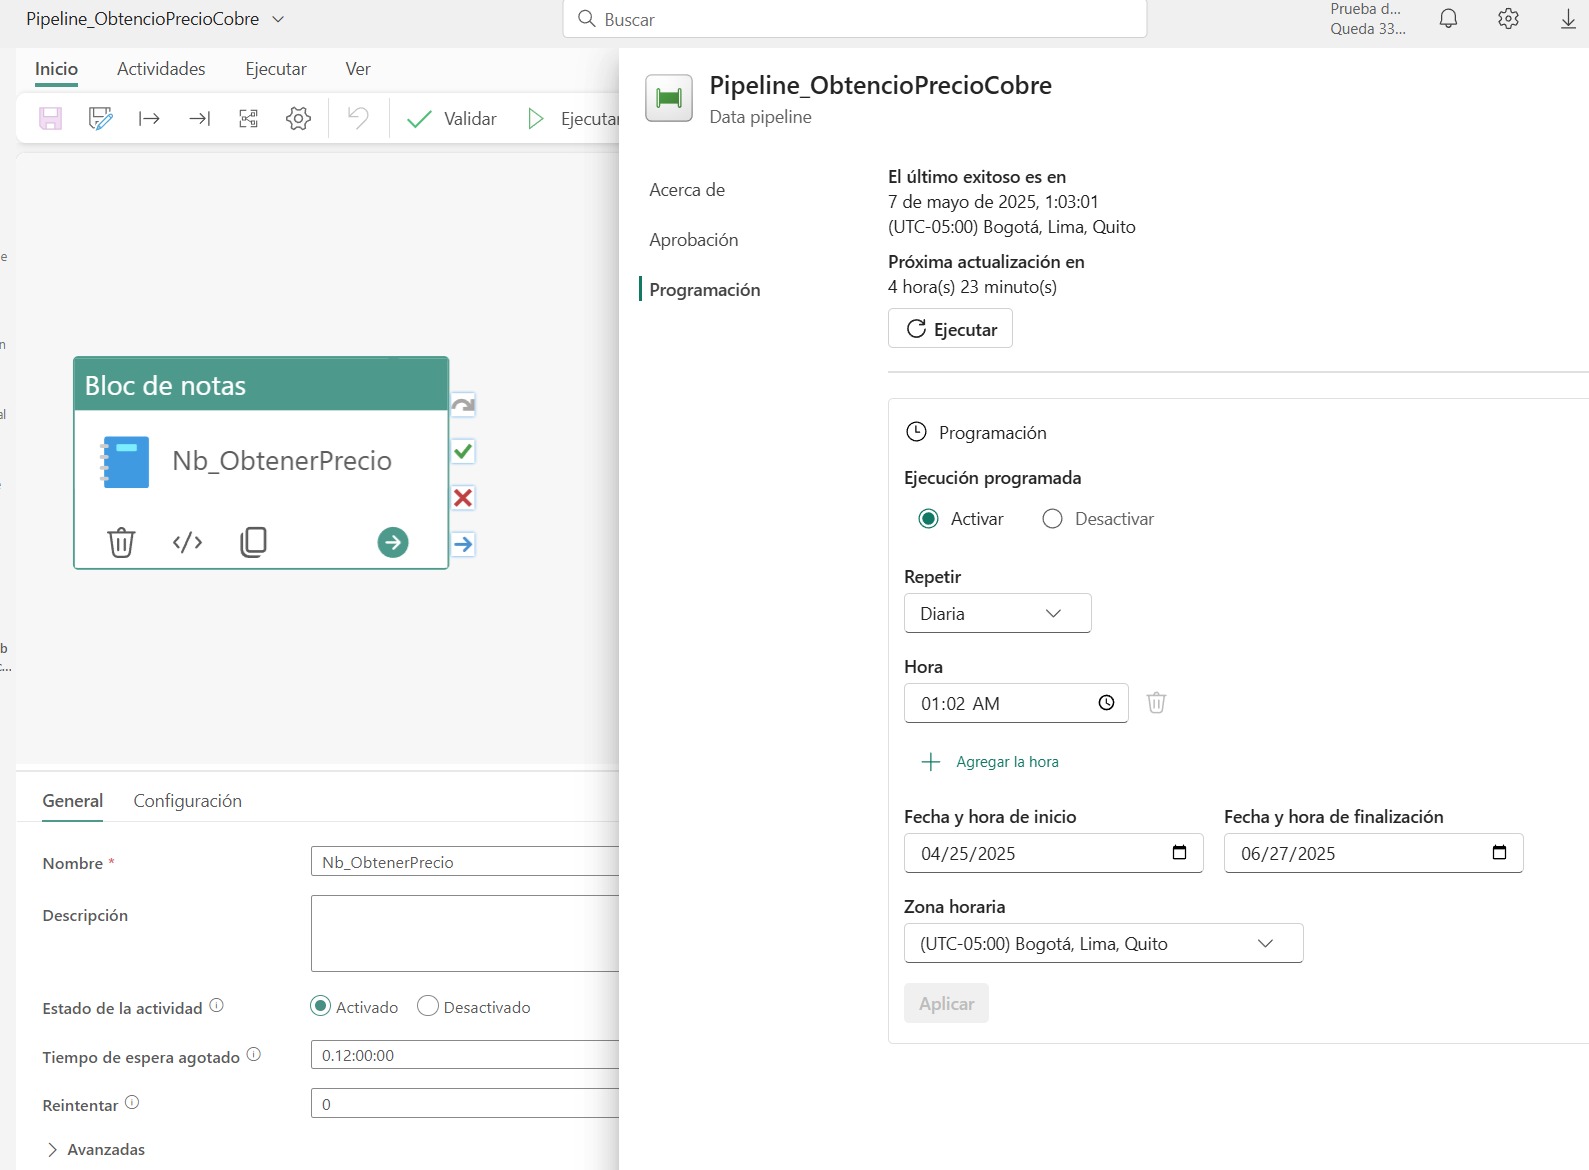 Pipeline_ObtencioPrecioCobre
Buscar
Prueba d...
Queda 33...
Inicio
Actividades
Ejecutar
Ver
Validar
Ejecutar
Bloc de notas
Nb_ObtenerPrecio
General
Configuración
Nombre *
Nb_ObtenerPrecio
Descripción
Estado de la actividad
Activado
Desactivado
Tiempo de espera agotado
0.12:00:00
Reintentar
0
Avanzadas
Pipeline_ObtencioPrecioCobre
Data pipeline
Acerca de
Aprobación
Programación
El último exitoso es en
7 de mayo de 2025, 1:03:01
(UTC-05:00) Bogotá, Lima, Quito
Próxima actualización en
4 hora(s) 23 minuto(s)
Ejecutar
Programación
Ejecución programada
Activar
Desactivar
Repetir
Diaria
Hora
01:02 AM
Agregar la hora
Fecha y hora de inicio
Fecha y hora de finalización
04/25/2025
06/27/2025
Zona horaria
(UTC-05:00) Bogotá, Lima, Quito
Aplicar